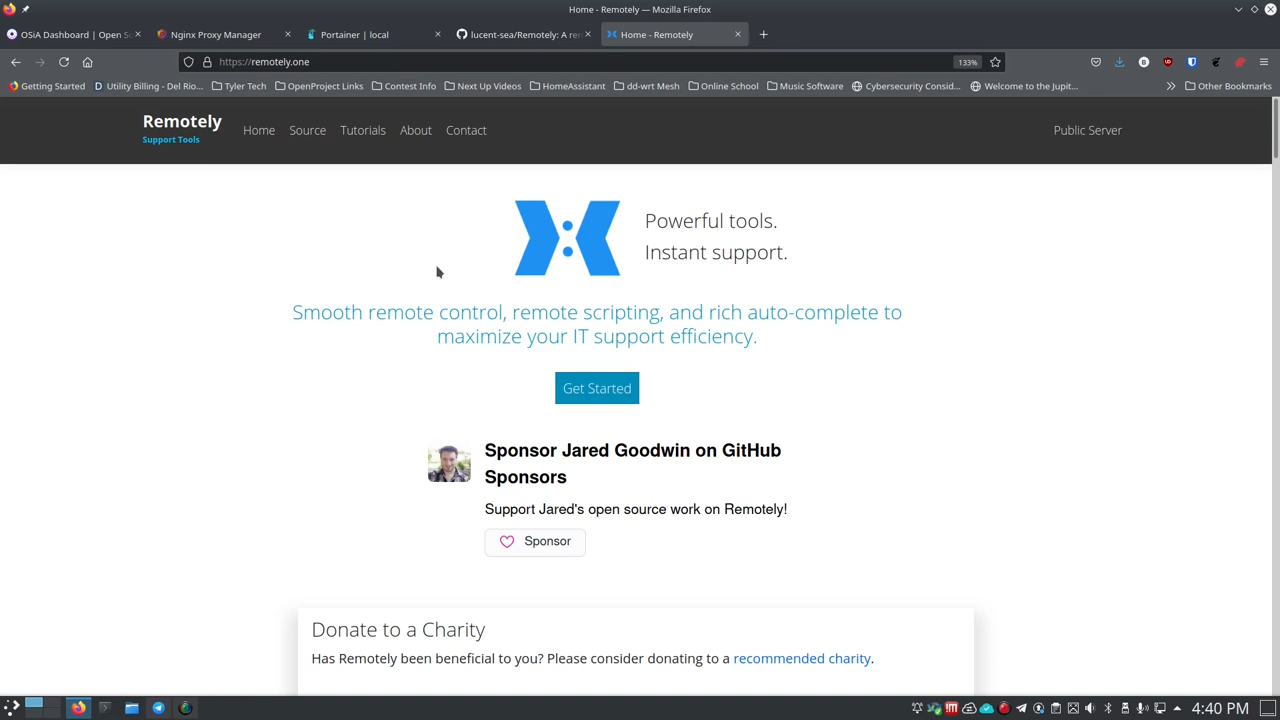 Home - Remotely — Mozilla Firefox
OSiA Dashboard | Open S
Nginx Proxy Manager
Portainer | local
lucent-sea/Remotely: A re
Home - Remotely
https://remotely.one
133%
Getting Started
Utility Billing - Del Rio...
Tyler Tech
OpenProject Links
Contest Info
Next Up Videos
HomeAssistant
dd-wrt Mesh
Online School
Music Software
Cybersecurity Consid...
Welcome to the Jupit...
Other Bookmarks
Remotely
Support Tools
Home
Source
Tutorials
About
Contact
Public Server
Powerful tools.
Instant support.
Smooth remote control, remote scripting, and rich auto-complete to
maximize your IT support efficiency.
Get Started
Sponsor Jared Goodwin on GitHub
Sponsors
Support Jared's open source work on Remotely!
Sponsor
Donate to a Charity
Has Remotely been beneficial to you? Please consider donating to a recommended charity.
4:40 PM